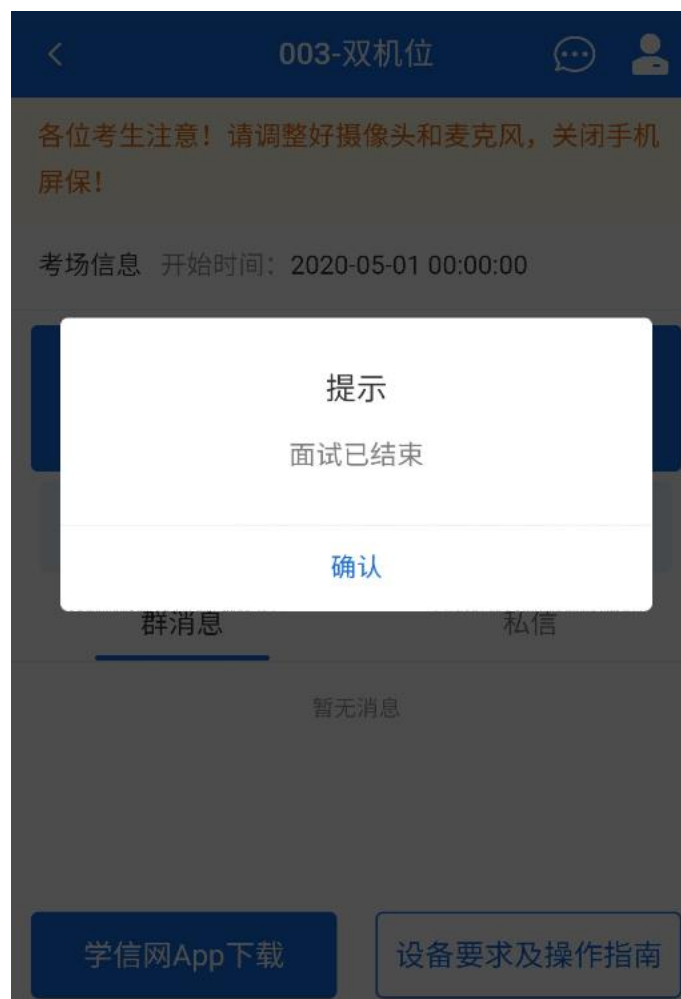 003-双机位
各位考生注意！请调整好摄像头和麦克风，关闭手机
屏保！
考场信息 开始时间：2020-05-01 00:00:00
提示
面试已结束
确认
群消息 私信
暂无消息
学信网App下载 设备要求及操作指南